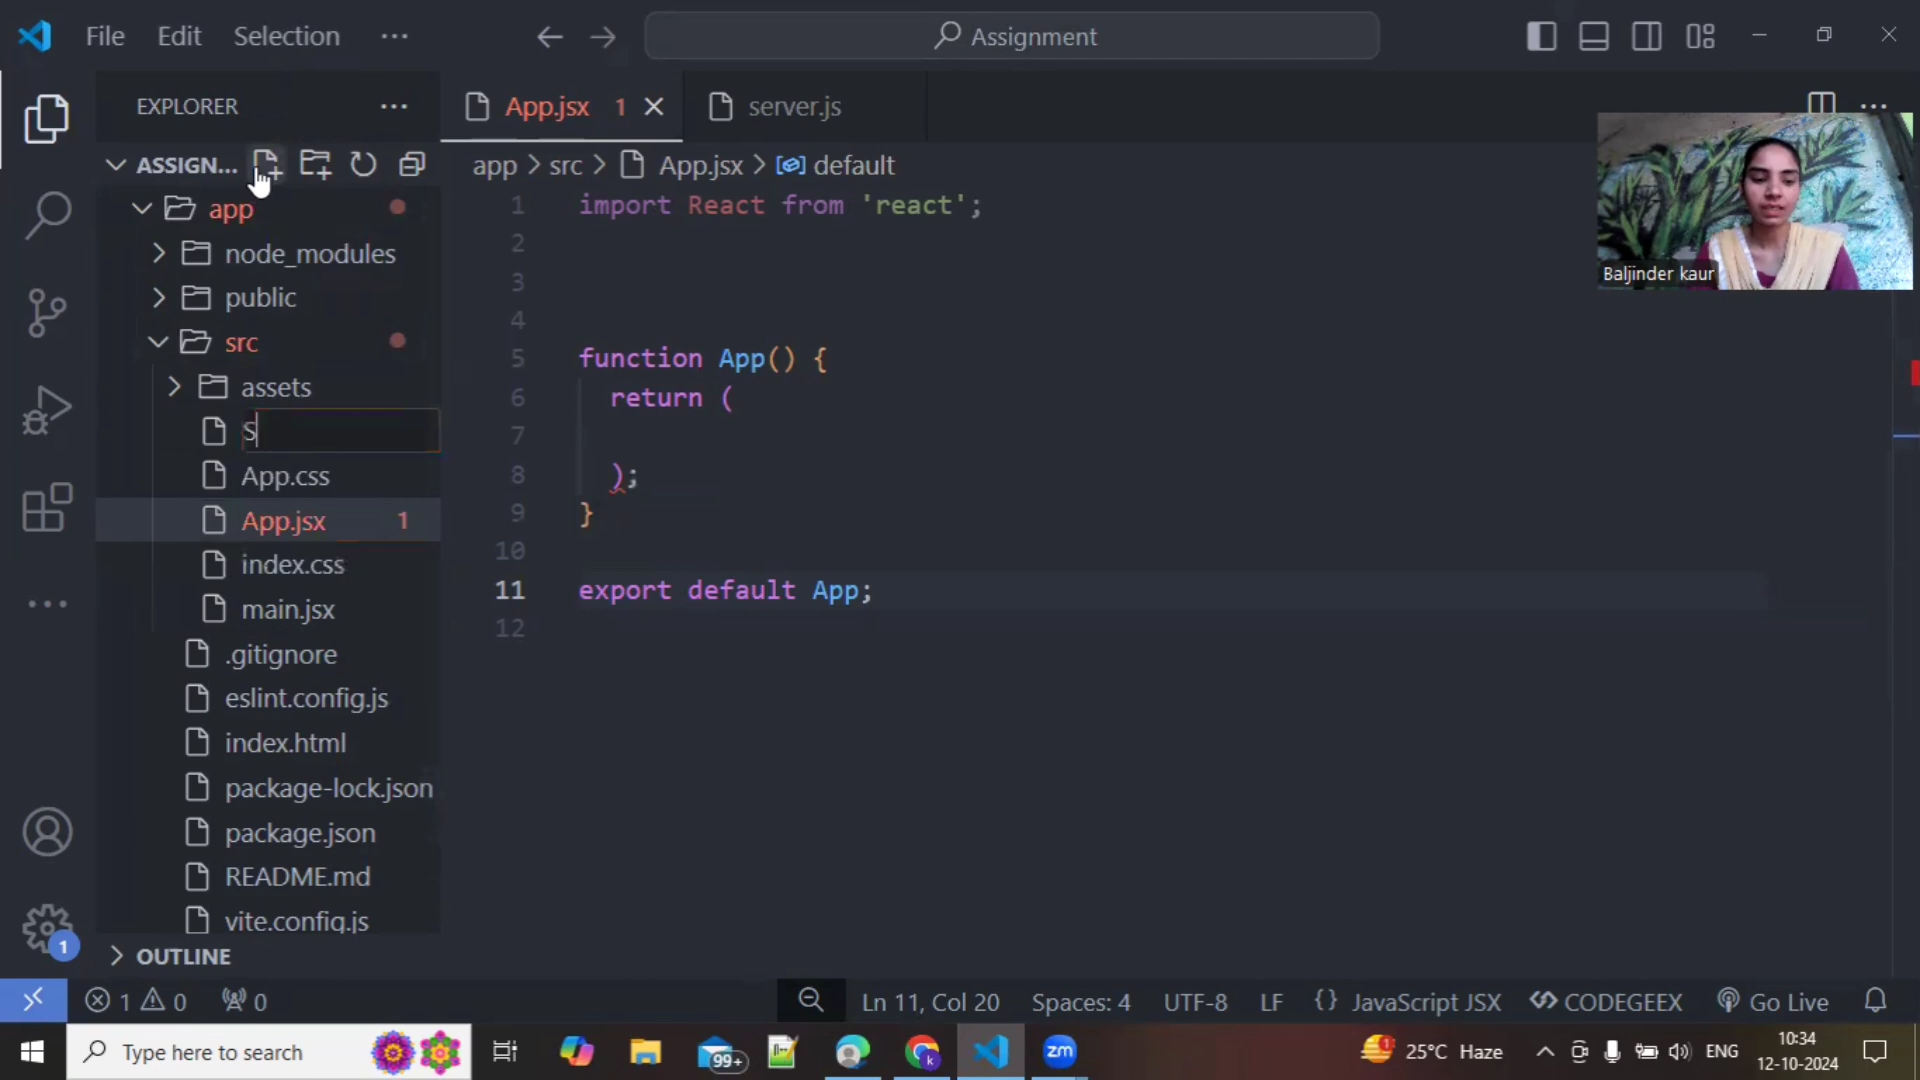 File Edit Selection ···
Assignment
EXPLORER ···
ASSIGN...
app
node_modules
public
src
assets
S
App.css
App.jsx 1
index.css
main.jsx
.gitignore
eslint.config.js
index.html
package-lock.json
package.json
README.md
vite.config.js
OUTLINE
1
App.jsx 1
server.js
···
app > src > App.jsx > default
1 import React from 'react';
2
3
4
5 function App() {
6 return (
7
8 );
9 }
10
11 export default App;
12
Baljinder kaur
1 0 0
Ln 11, Col 20 Spaces: 4 UTF-8 LF {} JavaScript JSX CODEGEEX Go Live
Type here to search
99+
zm
k
1
25°C Haze
ENG
10:34
12-10-2024